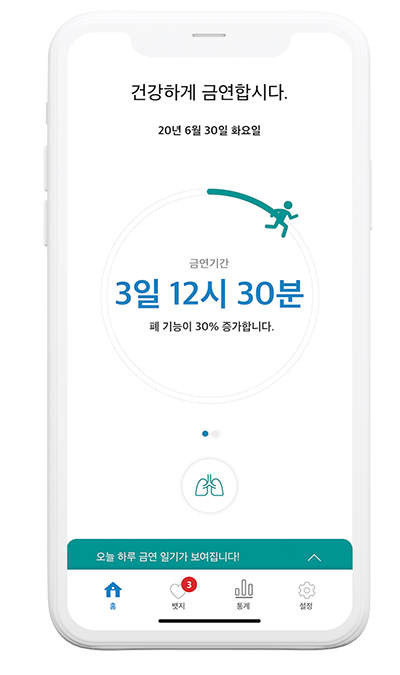 건강하게 금연합시다.
20년 6월 30일 화요일
금연기간
3일 12시 30분
폐 기능이 30% 증가합니다.
오늘 하루 금연 일기가 보여집니다!
3
홈
뱃지
통계
설정